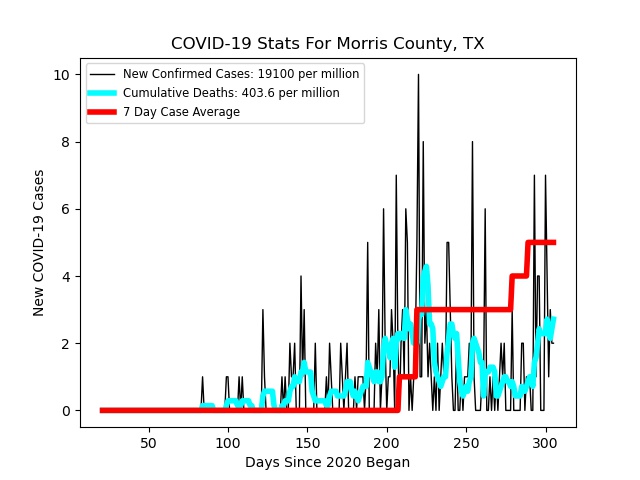 COVID-19 Stats For Morris County, TX
New Confirmed Cases: 19100 per million
Cumulative Deaths: 403.6 per million
7 Day Case Average
10
8
6
4
2
0
New COVID-19 Cases
50 100 150 200 250 300
Days Since 2020 Began